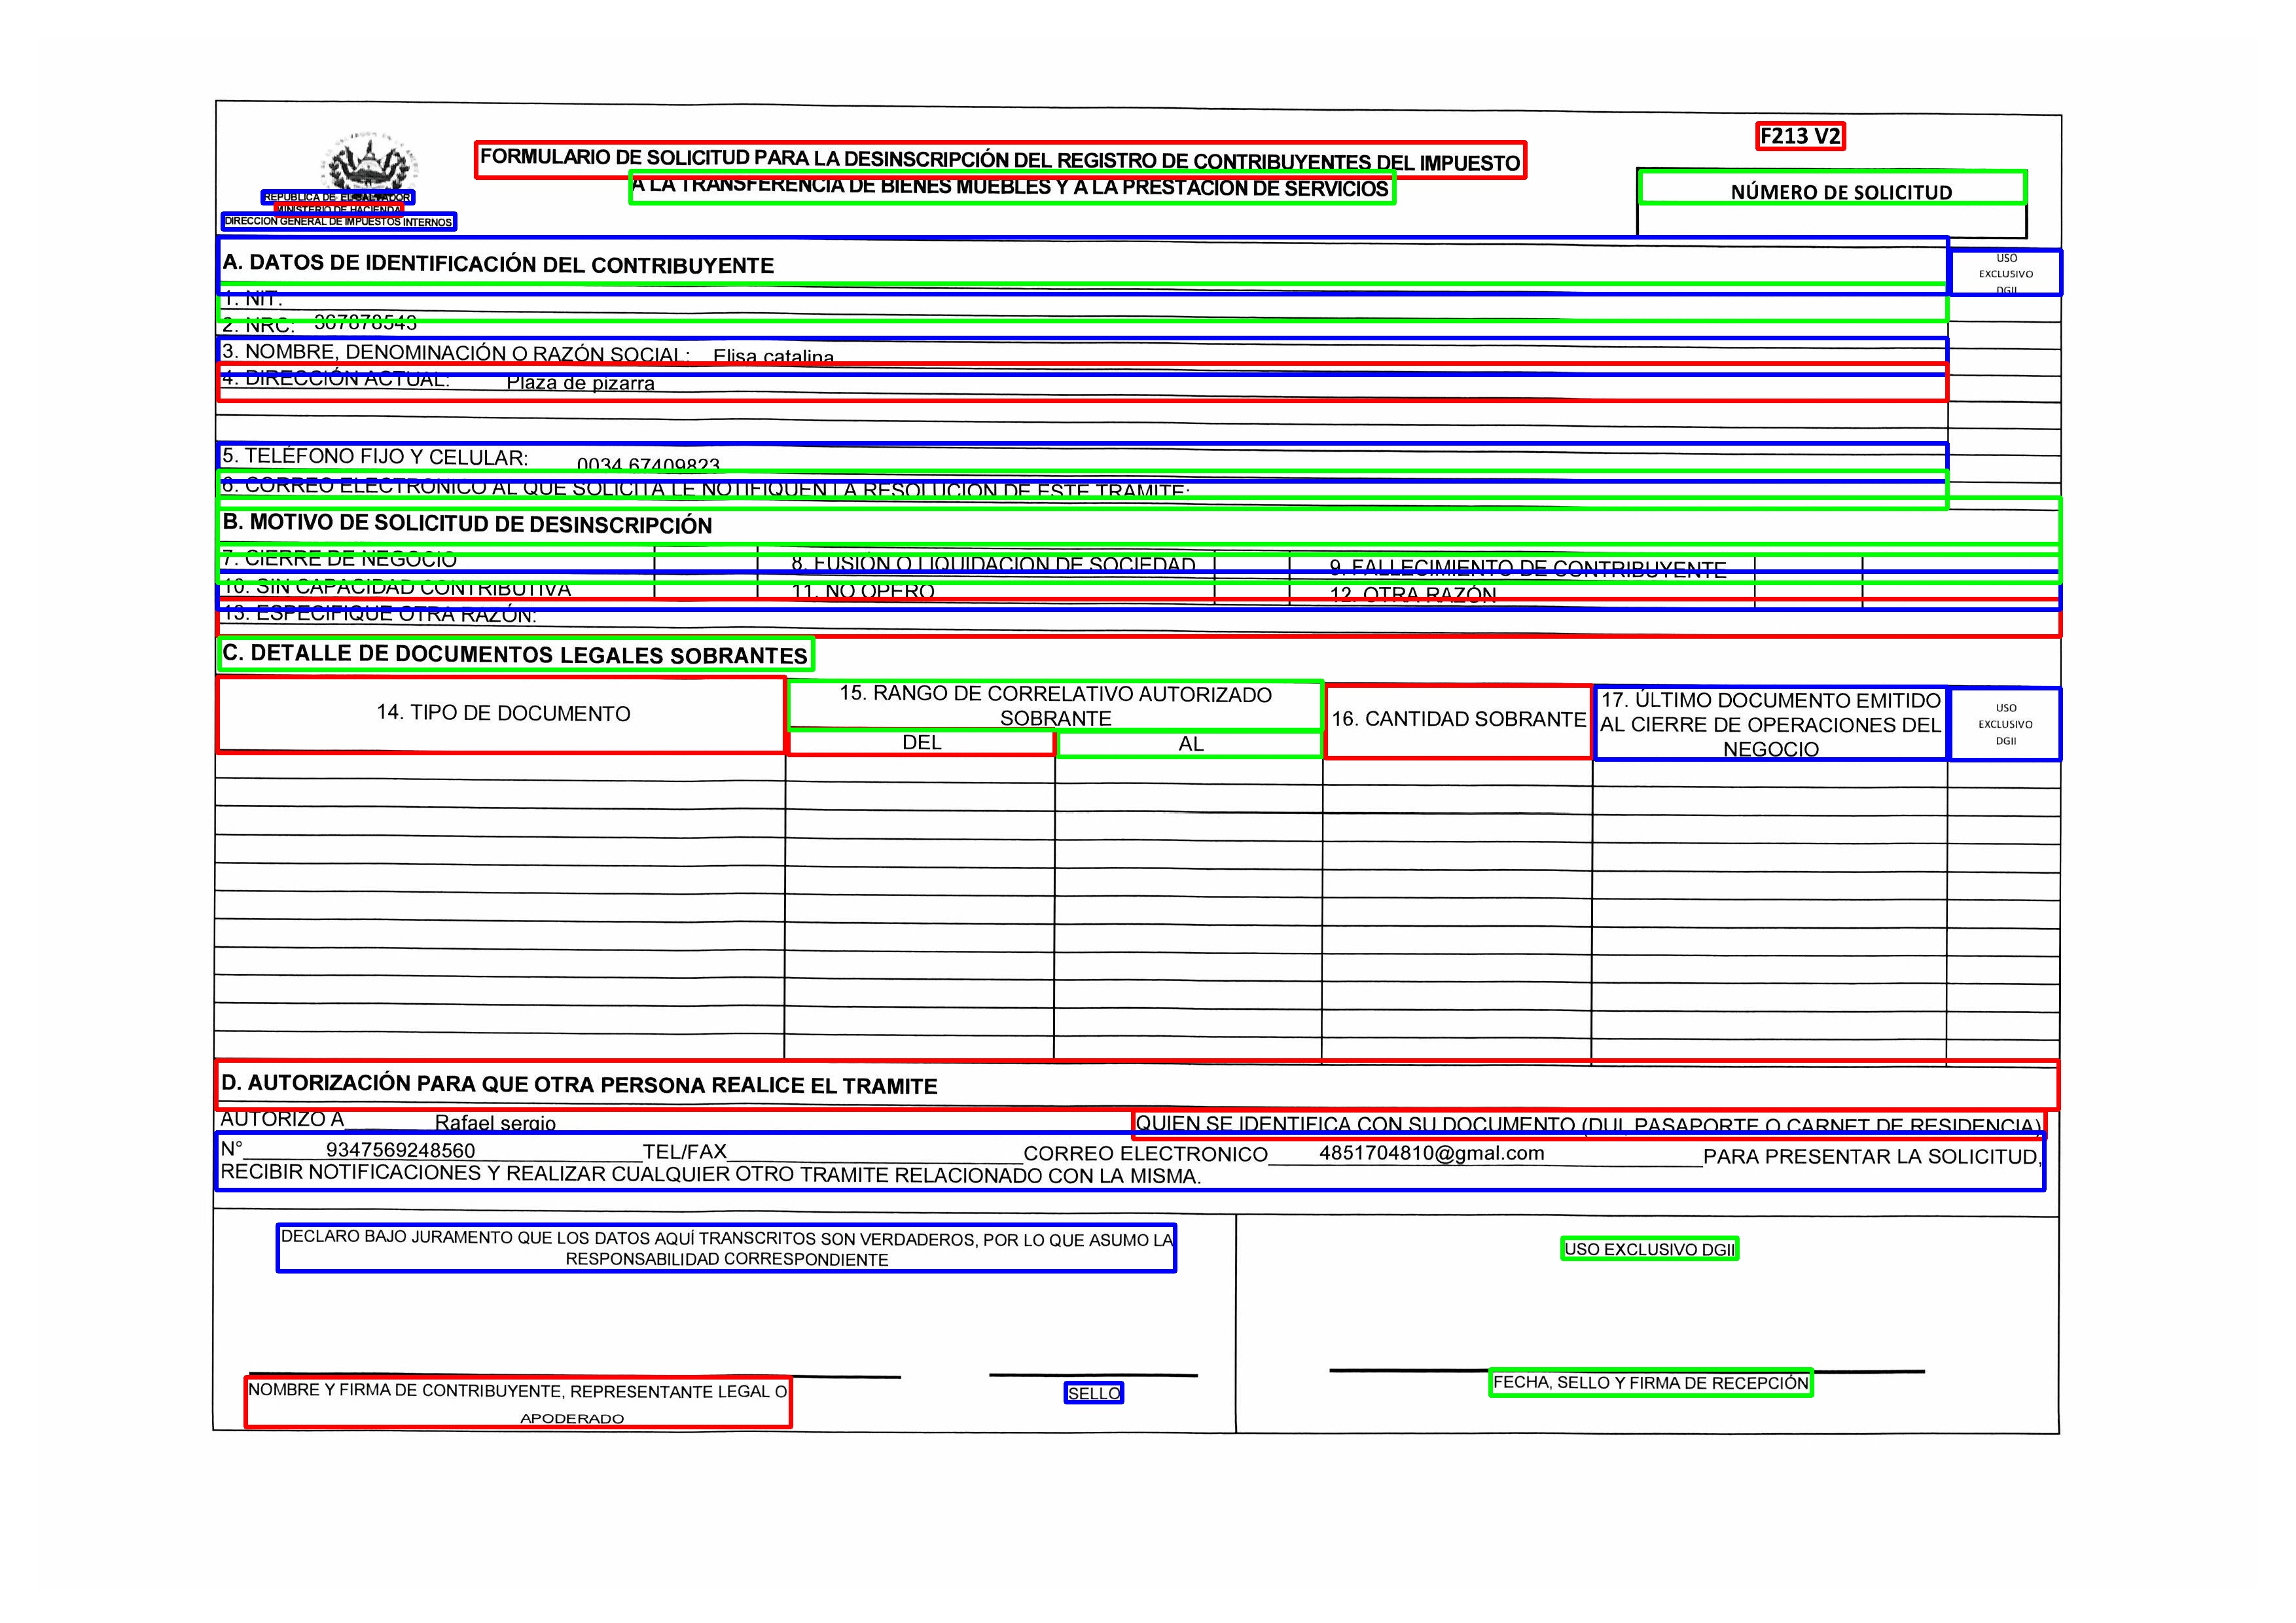 F213 V2
FORMULARIO DE SOLICITUD PARA LA DESINSCRIPCIÓN DEL REGISTRO DE CONTRIBUYENTES DEL IMPUESTO
A LA TRANSFERENCIA DE BIENES MUEBLES Y A LA PRESTACION DE SERVICIOS
NÚMERO DE SOLICITUD
REPUBLICA DE EL SALVADOR
MINISTERIO DE HACIENDA
DIRECCION GENERAL DE IMPUESTOS INTERNOS
A. DATOS DE IDENTIFICACIÓN DEL CONTRIBUYENTE
USO
EXCLUSIVO
DGII
1. NIT.
2. NRC: 367878543
3. NOMBRE, DENOMINACIÓN O RAZÓN SOCIAL: Elisa catalina
4. DIRECCIÓN ACTUAL: Plaza de pizarra
5. TELÉFONO FIJO Y CELULAR: 0034 67409823
6. CORREO ELECTRONICO AL QUE SOLICITA LE NOTIFIQUEN LA RESOLUCION DE ESTE TRAMITE:
B. MOTIVO DE SOLICITUD DE DESINSCRIPCIÓN
7. CIERRE DE NEGOCIO 8. FUSIÓN O LIQUIDACION DE SOCIEDAD 9. FALLECIMIENTO DE CONTRIBUYENTE
10. SIN CAPACIDAD CONTRIBUTIVA 11. NO OPERO 12. OTRA RAZÓN
13. ESPECIFIQUE OTRA RAZÓN:
C. DETALLE DE DOCUMENTOS LEGALES SOBRANTES
14. TIPO DE DOCUMENTO
15. RANGO DE CORRELATIVO AUTORIZADO
SOBRANTE
DEL AL
16. CANTIDAD SOBRANTE
17. ÚLTIMO DOCUMENTO EMITIDO
AL CIERRE DE OPERACIONES DEL
NEGOCIO
USO
EXCLUSIVO
DGII
D. AUTORIZACIÓN PARA QUE OTRA PERSONA REALICE EL TRAMITE
AUTORIZO A Rafael sergio QUIEN SE IDENTIFICA CON SU DOCUMENTO (DUI, PASAPORTE O CARNET DE RESIDENCIA)
N° 9347569248560 TEL/FAX CORREO ELECTRONICO 4851704810@gmal.com PARA PRESENTAR LA SOLICITUD,
RECIBIR NOTIFICACIONES Y REALIZAR CUALQUIER OTRO TRAMITE RELACIONADO CON LA MISMA.
DECLARO BAJO JURAMENTO QUE LOS DATOS AQUÍ TRANSCRITOS SON VERDADEROS, POR LO QUE ASUMO LA
RESPONSABILIDAD CORRESPONDIENTE
USO EXCLUSIVO DGII
NOMBRE Y FIRMA DE CONTRIBUYENTE, REPRESENTANTE LEGAL O
APODERADO
SELLO
FECHA, SELLO Y FIRMA DE RECEPCIÓN